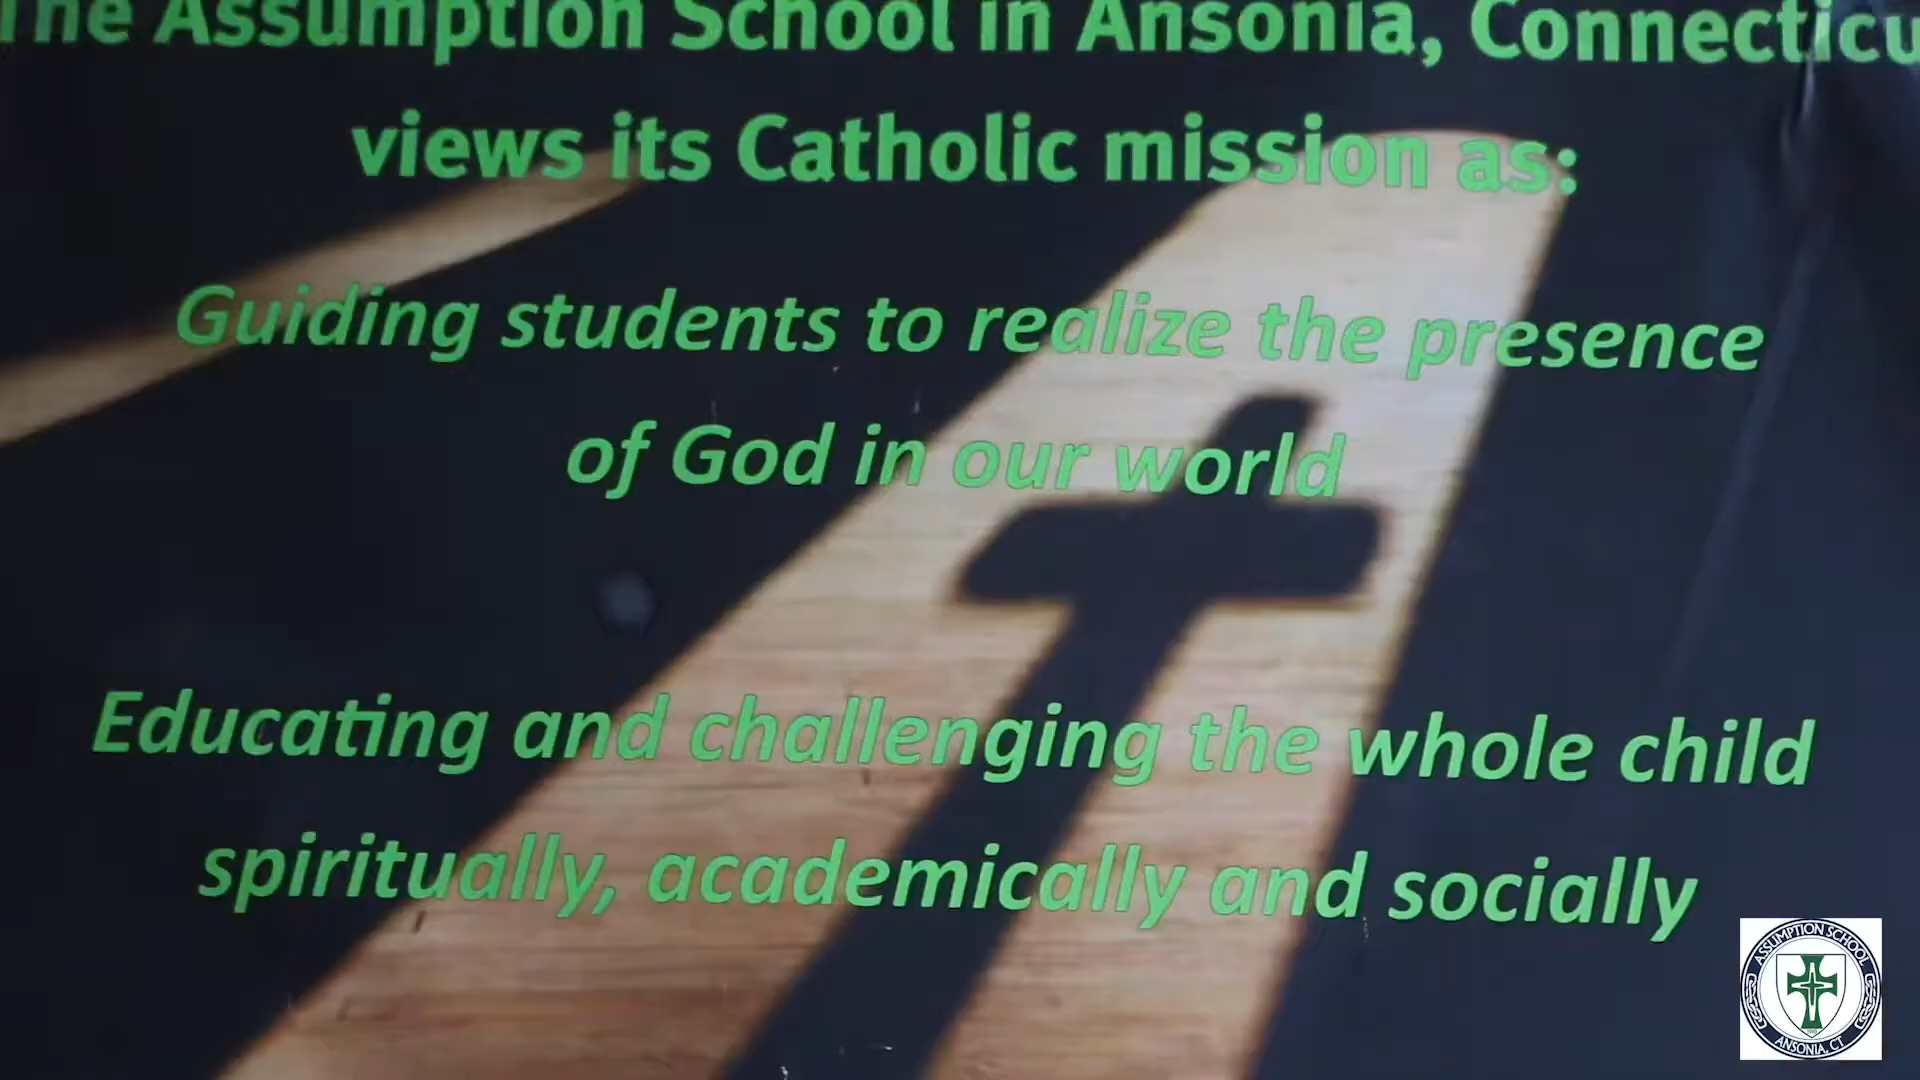 The Assumption School in Ansonia, Connecticu
views its Catholic mission as:
Guiding students to realize the presence
of God in our world
Educating and challenging the whole child
spiritually, academically and socially
ASSUMPTION SCHOOL
ANSONIA, CT